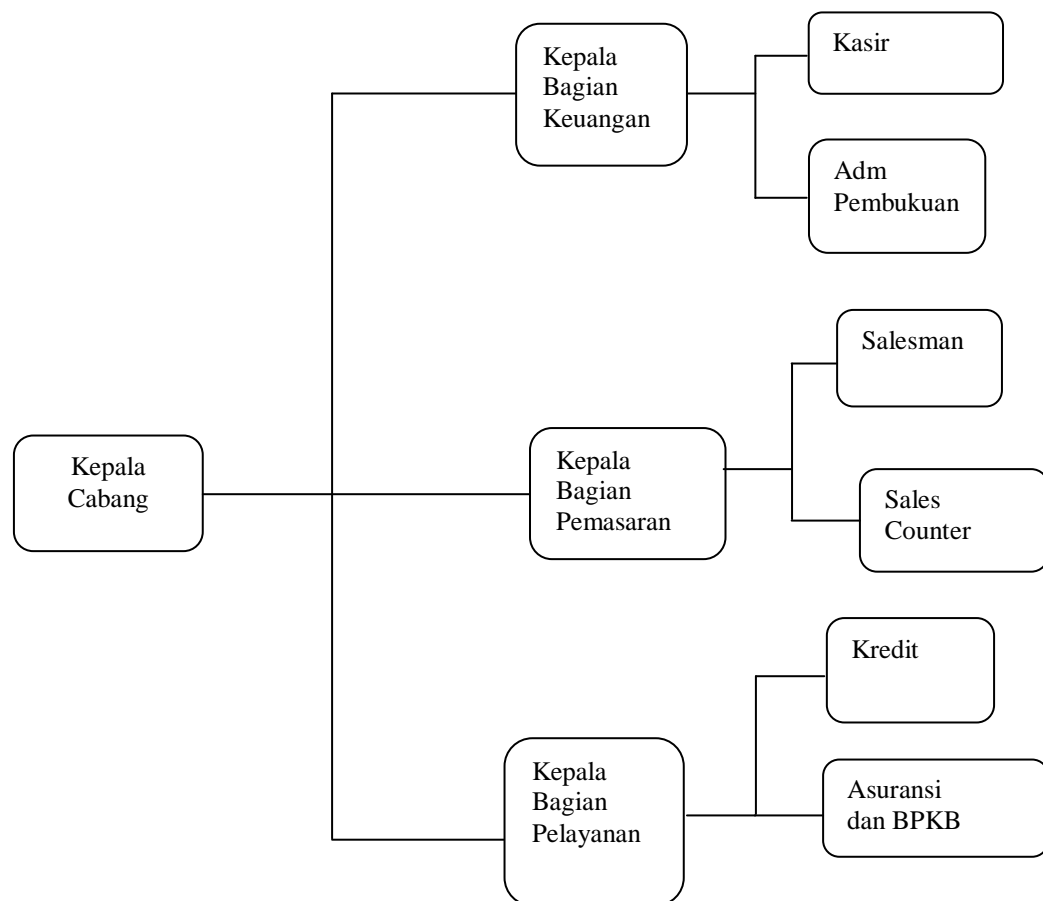 Kepala
Cabang
Kepala
Bagian
Keuangan
Kasir
Adm
Pembukuan
Kepala
Bagian
Pemasaran
Salesman
Sales
Counter
Kepala
Bagian
Pelayanan
Kredit
Asuransi
dan BPKB